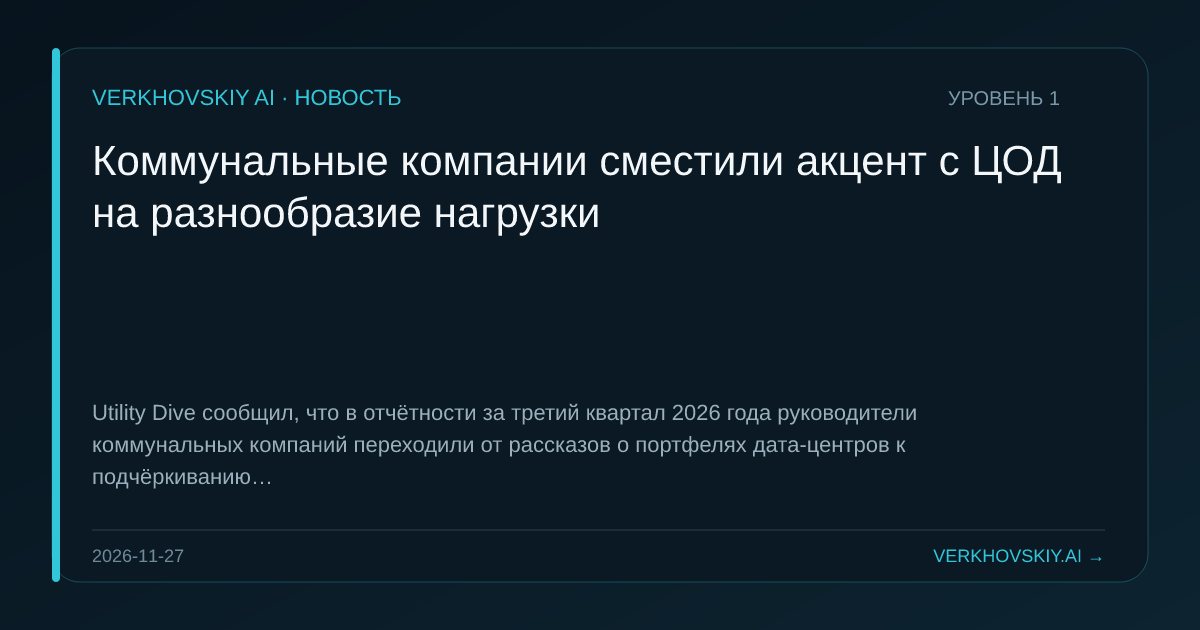 VERKHOVSKIY AI · НОВОСТЬ
УРОВЕНЬ 1
Коммунальные компании сместили акцент с ЦОД
на разнообразие нагрузки
Utility Dive сообщил, что в отчётности за третий квартал 2026 года руководители
коммунальных компаний переходили от рассказов о портфелях дата-центров к
подчёркиванию…
2026-11-27
VERKHOVSKIY.AI →